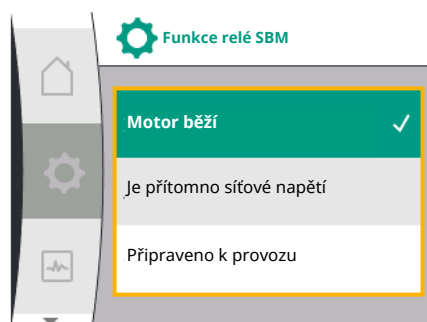 Funkce relé SBM
Motor běží
Je přítomno síťové napětí
Připraveno k provozu